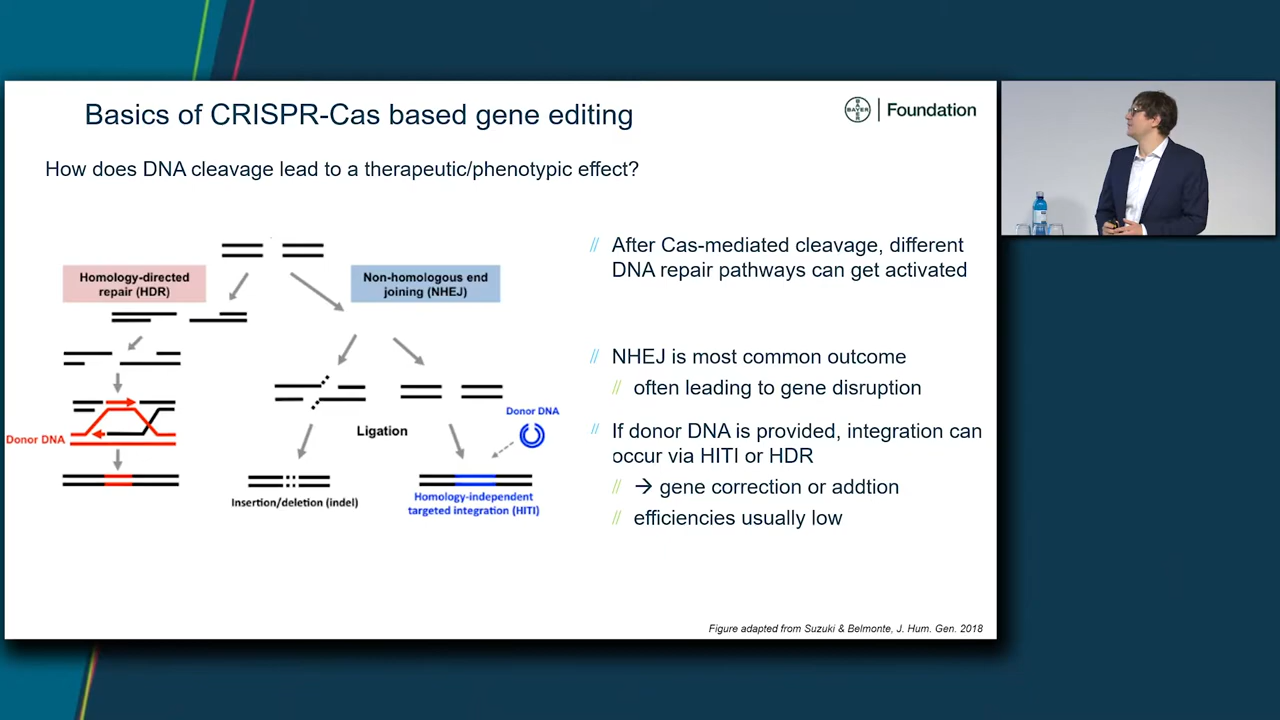 Basics of CRISPR-Cas based gene editing
BAYER
BAYER
Foundation
How does DNA cleavage lead to a therapeutic/phenotypic effect?
Homology-directed
repair (HDR)
Non-homologous end
joining (NHEJ)
Donor DNA
Ligation
Donor DNA
Insertion/deletion (indel)
Homology-independent
targeted integration (HITI)
// After Cas-mediated cleavage, different
DNA repair pathways can get activated
// NHEJ is most common outcome
// often leading to gene disruption
// If donor DNA is provided, integration can
occur via HITI or HDR
// → gene correction or addtion
// efficiencies usually low
Figure adapted from Suzuki & Belmonte, J. Hum. Gen. 2018